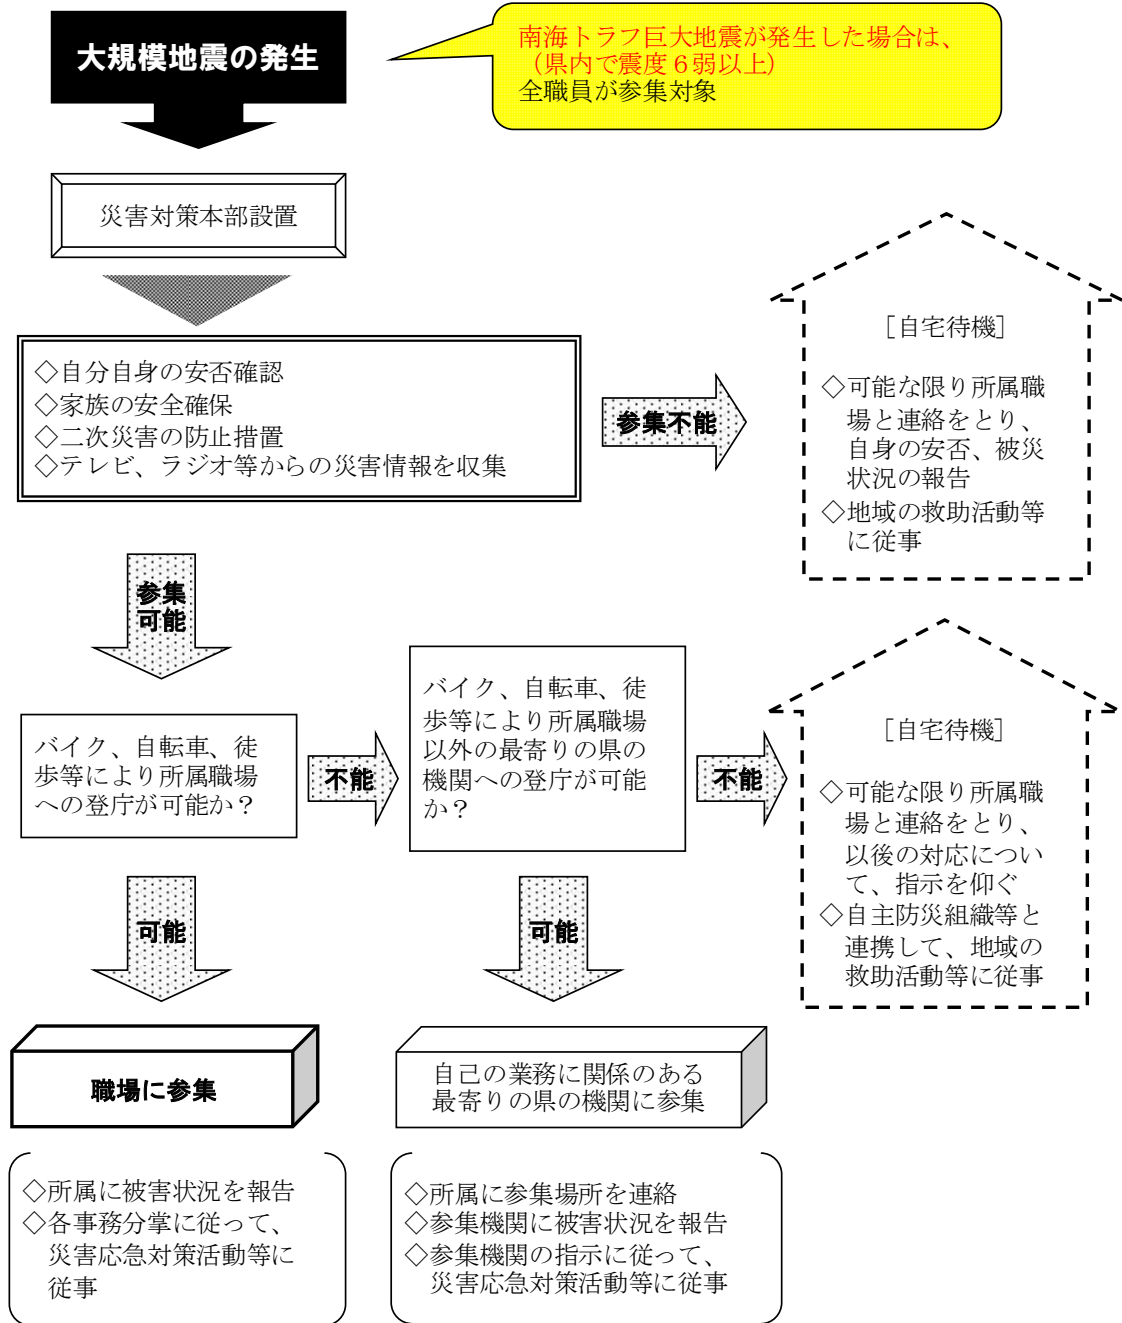 大規模地震の発生
南海トラフ巨大地震が発生した場合は、
（県内で震度６弱以上）
全職員が参集対象
災害対策本部設置
◇自分自身の安否確認
◇家族の安全確保
◇二次災害の防止措置
◇テレビ、ラジオ等からの災害情報を収集
参集不能
［自宅待機］
◇可能な限り所属職
場と連絡をとり、
自身の安否、被災
状況の報告
◇地域の救助活動等
に従事
参集
可能
バイク、自転車、徒
歩等により所属職場
への登庁が可能か？
不能
バイク、自転車、徒
歩等により所属職場
以外の最寄りの県の
機関への登庁が可能
か？
不能
［自宅待機］
◇可能な限り所属職
場と連絡をとり、
以後の対応につい
て、指示を仰ぐ
◇自主防災組織等と
連携して、地域の
救助活動等に従事
可能
可能
職場に参集
自己の業務に関係のある
最寄りの県の機関に参集
◇所属に被害状況を報告
◇各事務分掌に従って、
災害応急対策活動等に
従事
◇所属に参集場所を連絡
◇参集機関に被害状況を報告
◇参集機関の指示に従って、
災害応急対策活動等に従事